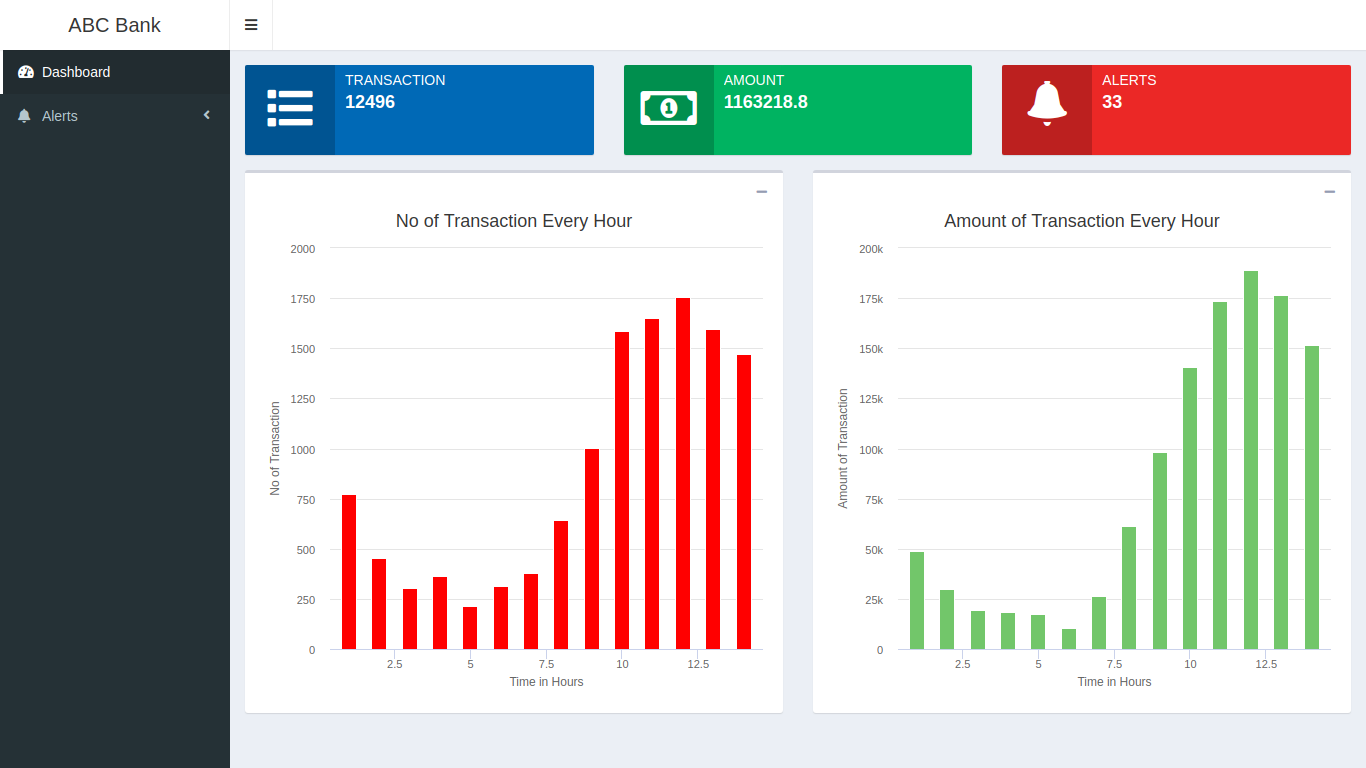 ABC Bank
Dashboard
Alerts
TRANSACTION
12496
AMOUNT
1163218.8
ALERTS
33
1
No of Transaction Every Hour
No of Transaction
2000
1750
1500
1250
1000
750
500
250
0
2.5 5 7.5 10 12.5
Time in Hours
Amount of Transaction Every Hour
Amount of Transaction
200k
175k
150k
125k
100k
75k
50k
25k
0
2.5 5 7.5 10 12.5
Time in Hours